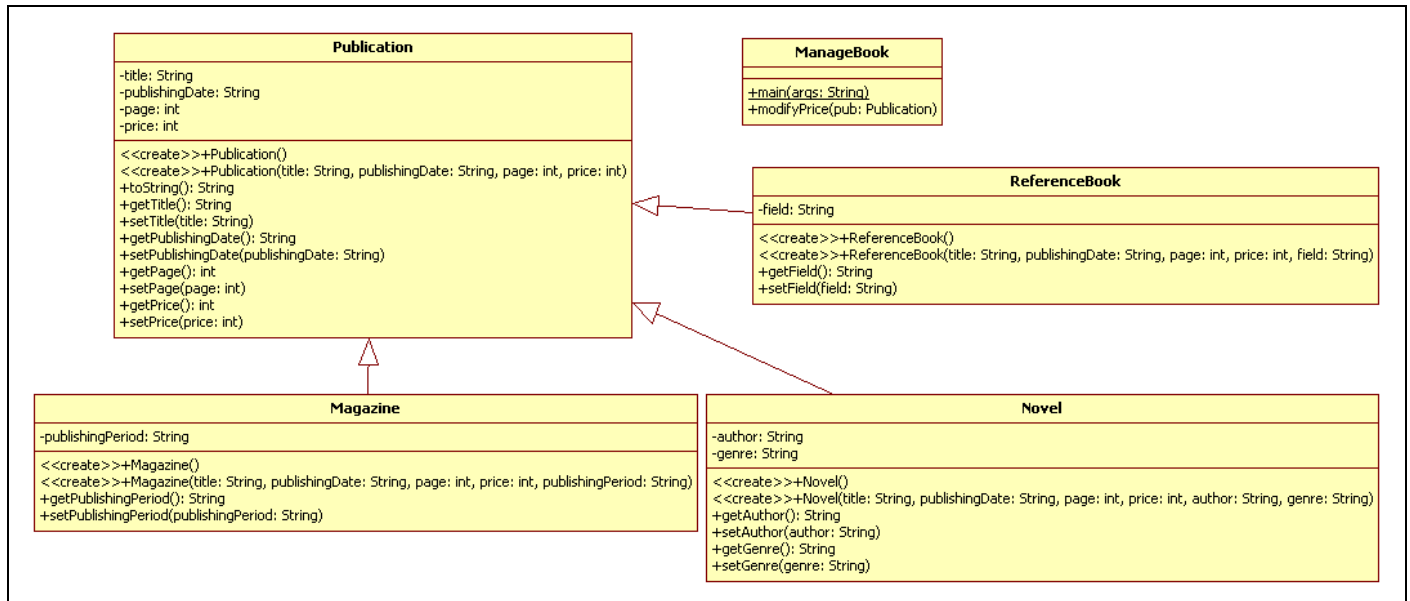 Publication
-title: String
-publishingDate: String
-page: int
-price: int
<<create>>+Publication()
<<create>>+Publication(title: String, publishingDate: String, page: int, price: int)
+toString(): String
+getTitle(): String
+setTitle(title: String)
+getPublishingDate(): String
+setPublishingDate(publishingDate: String)
+getPage(): int
+setPage(page: int)
+getPrice(): int
+setPrice(price: int)
ManageBook
+main(args: String)
+modifyPrice(pub: Publication)
ReferenceBook
-field: String
<<create>>+ReferenceBook()
<<create>>+ReferenceBook(title: String, publishingDate: String, page: int, price: int, field: String)
+getField(): String
+setField(field: String)
Magazine
-publishingPeriod: String
<<create>>+Magazine()
<<create>>+Magazine(title: String, publishingDate: String, page: int, price: int, publishingPeriod: String)
+getPublishingPeriod(): String
+setPublishingPeriod(publishingPeriod: String)
Novel
-author: String
-genre: String
<<create>>+Novel()
<<create>>+Novel(title: String, publishingDate: String, page: int, price: int, author: String, genre: String)
+getAuthor(): String
+setAuthor(author: String)
+getGenre(): String
+setGenre(genre: String)